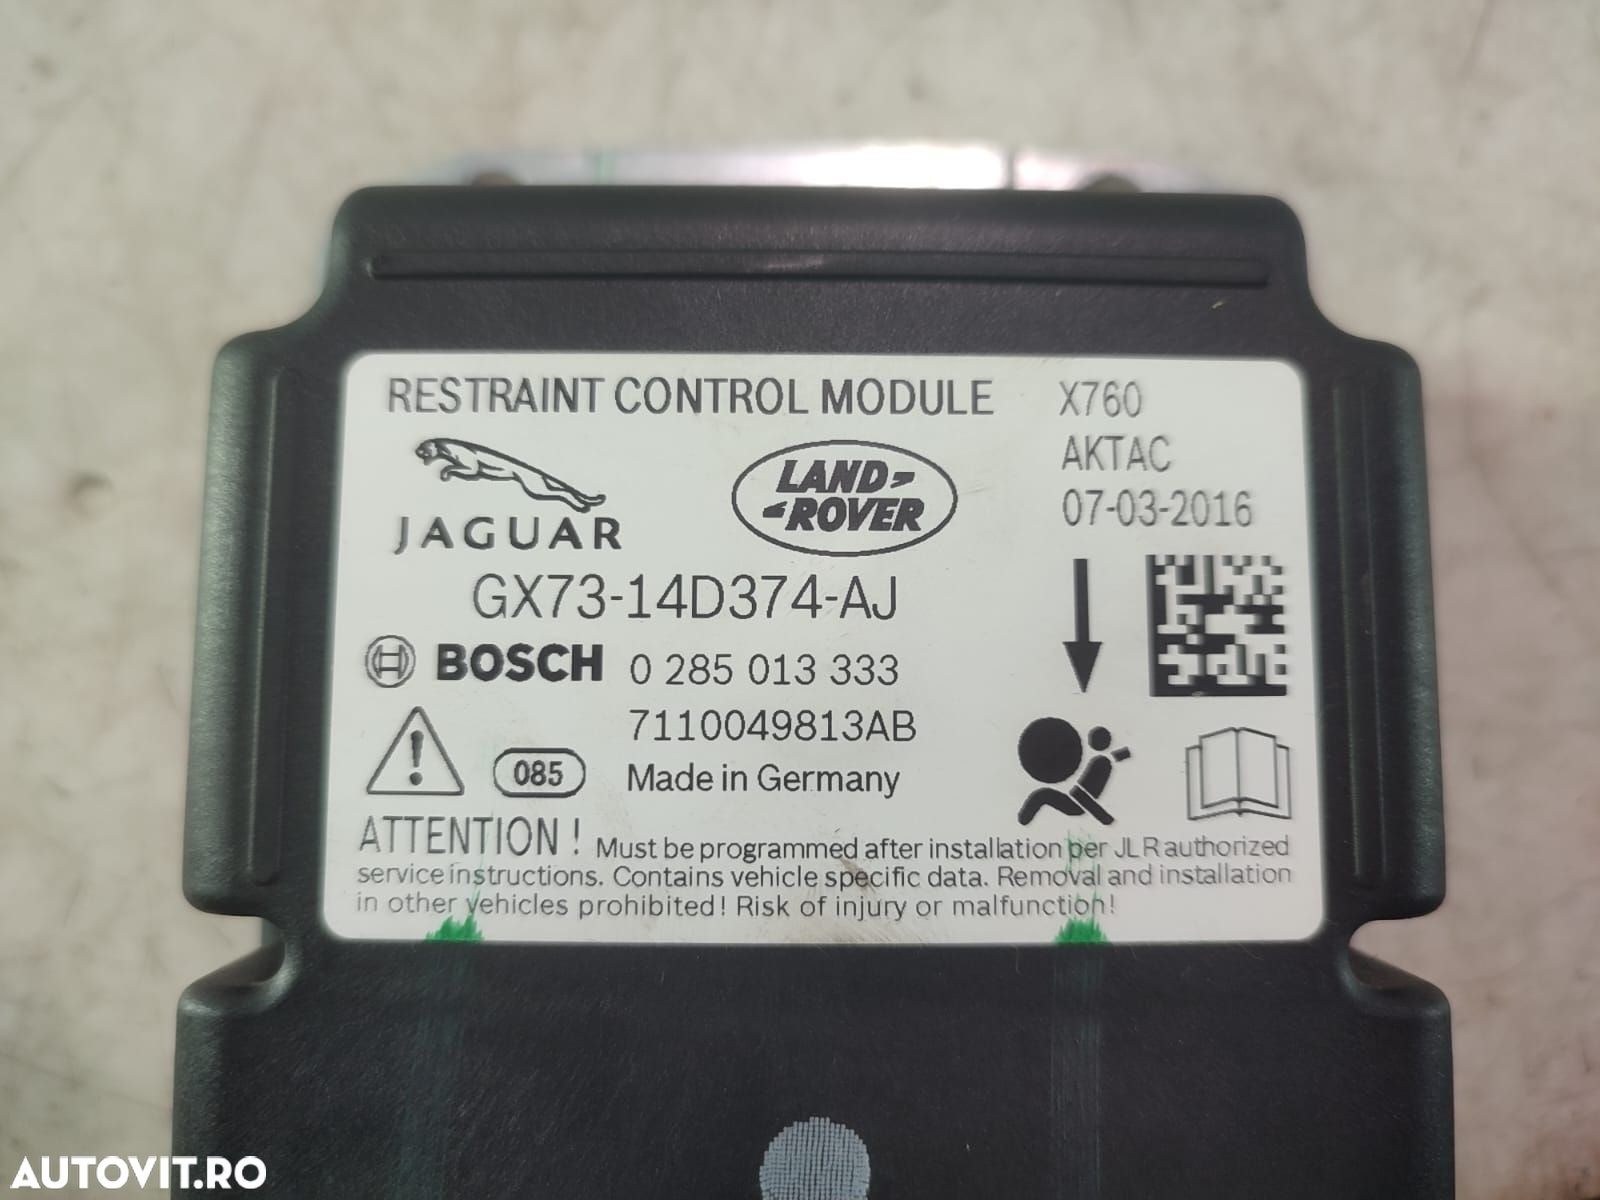 RESTRAINT CONTROL MODULE
X760
AKTAC
07-03-2016
JAGUAR
LAND-
-ROVER
GX73-14D374-AJ
BOSCH 0 285 013 333
7110049813AB
085
Made in Germany
ATTENTION ! Must be programmed after installation per JLR authorized
service instructions. Contains vehicle specific data. Removal and installation
in other vehicles prohibited! Risk of injury or malfunction!
AUTOVIT.RO